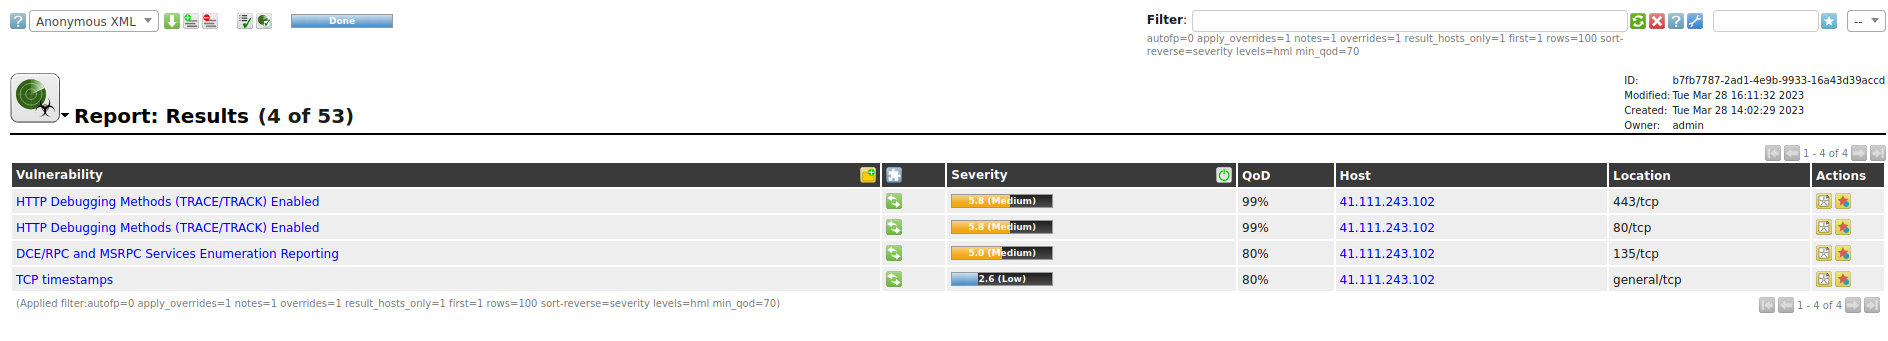 Anonymous XML
Done
Filter:
--
autofp=0 apply_overrides=1 notes=1 overrides=1 result_hosts_only=1 first=1 rows=100 sort-
reverse=severity levels=hml min_qod=70
Report: Results (4 of 53)
ID: b7fb7787-2ad1-4e9b-9933-16a43d39accd
Modified: Tue Mar 28 16:11:32 2023
Created: Tue Mar 28 14:02:29 2023
Owner: admin
1 - 4 of 4
Vulnerability Severity QoD Host Location Actions
HTTP Debugging Methods (TRACE/TRACK) Enabled 5.8 (Medium) 99% 41.111.243.102 443/tcp
HTTP Debugging Methods (TRACE/TRACK) Enabled 5.8 (Medium) 99% 41.111.243.102 80/tcp
DCE/RPC and MSRPC Services Enumeration Reporting 5.0 (Medium) 80% 41.111.243.102 135/tcp
TCP timestamps 2.6 (Low) 80% 41.111.243.102 general/tcp
(Applied filter:autofp=0 apply_overrides=1 notes=1 overrides=1 result_hosts_only=1 first=1 rows=100 sort-reverse=severity levels=hml min_qod=70)
1 - 4 of 4